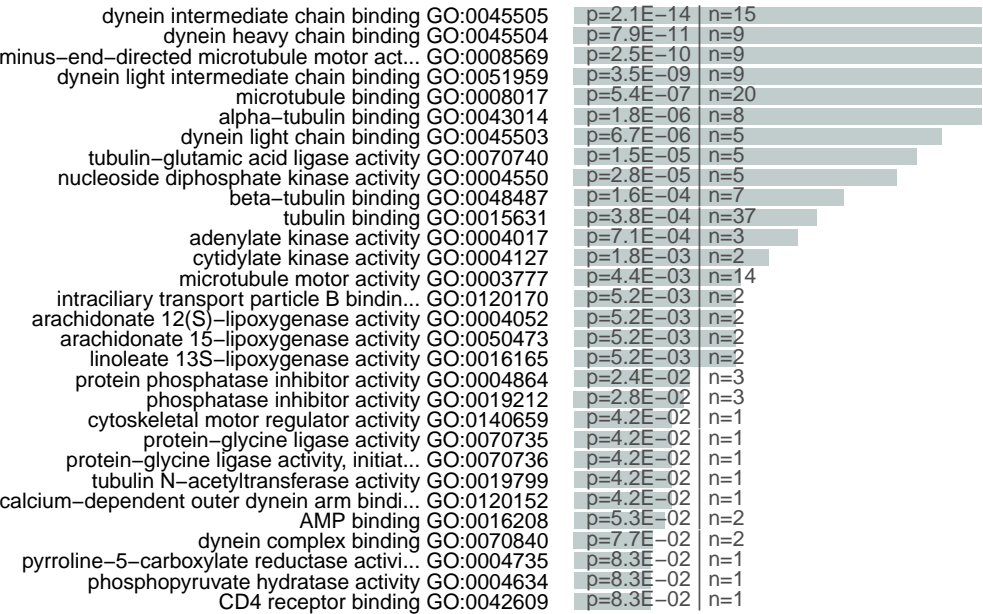 dynein intermediate chain binding GO:0045505 p=2.1E−14 | n=15
dynein heavy chain binding GO:0045504 p=7.9E−11 | n=9
minus−end−directed microtubule motor act... GO:0008569 p=2.5E−10 | n=9
dynein light intermediate chain binding GO:0051959 p=3.5E−09 | n=9
microtubule binding GO:0008017 p=5.4E−07 | n=20
alpha−tubulin binding GO:0043014 p=1.8E−06 | n=8
dynein light chain binding GO:0045503 p=6.7E−06 | n=5
tubulin−glutamic acid ligase activity GO:0070740 p=1.5E−05 | n=5
nucleoside diphosphate kinase activity GO:0004550 p=2.8E−05 | n=5
beta−tubulin binding GO:0048487 p=1.6E−04 | n=7
tubulin binding GO:0015631 p=3.8E−04 | n=37
adenylate kinase activity GO:0004017 p=7.1E−04 | n=3
cytidylate kinase activity GO:0004127 p=1.8E−03 | n=2
microtubule motor activity GO:0003777 p=4.4E−03 | n=14
intraciliary transport particle B bindin... GO:0120170 p=5.2E−03 | n=2
arachidonate 12(S)−lipoxygenase activity GO:0004052 p=5.2E−03 | n=2
arachidonate 15−lipoxygenase activity GO:0050473 p=5.2E−03 | n=2
linoleate 13S−lipoxygenase activity GO:0016165 p=5.2E−03 | n=2
protein phosphatase inhibitor activity GO:0004864 p=2.4E−02 | n=3
phosphatase inhibitor activity GO:0019212 p=2.8E−02 | n=3
cytoskeletal motor regulator activity GO:0140659 p=4.2E−02 | n=1
protein−glycine ligase activity GO:0070735 p=4.2E−02 | n=1
protein−glycine ligase activity, initiat... GO:0070736 p=4.2E−02 | n=1
tubulin N−acetyltransferase activity GO:0019799 p=4.2E−02 | n=1
calcium−dependent outer dynein arm bindi... GO:0120152 p=4.2E−02 | n=1
AMP binding GO:0016208 p=5.3E−02 | n=2
dynein complex binding GO:0070840 p=7.7E−02 | n=2
pyrroline−5−carboxylate reductase activi... GO:0004735 p=8.3E−02 | n=1
phosphopyruvate hydratase activity GO:0004634 p=8.3E−02 | n=1
CD4 receptor binding GO:0042609 p=8.3E−02 | n=1